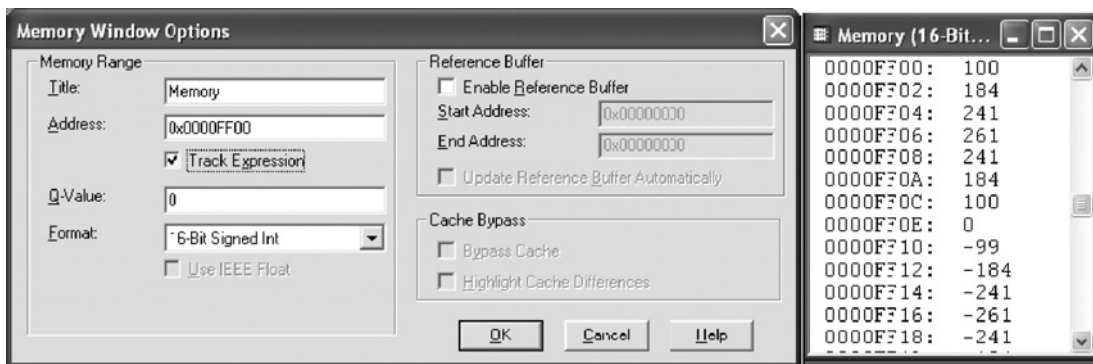 Memory Window Options
Memory Range
Title:
Memory
Address:
0x0000FF00
Track Expression
Q-Value:
0
Format:
16-Bit Signed Int
Use IEEE Float
Reference Buffer
Enable Reference Buffer
Start Address:
0x00000000
End Address:
0x00000000
Update Reference Buffer Automatically
Cache Bypass
Bypass Cache
Highlight Cache Differences
OK
Cancel
Help
Memory (16-Bit...
0000FF00: 100
0000FF02: 184
0000FF04: 241
0000FF06: 261
0000FF08: 241
0000FF0A: 184
0000FF0C: 100
0000FF0E: 0
0000FF10: -99
0000FF12: -184
0000FF14: -241
0000FF16: -261
0000FF18: -241